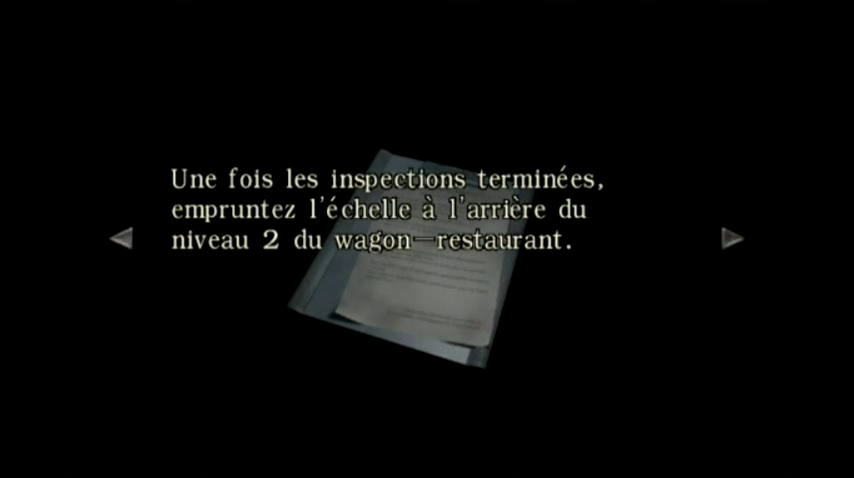 Une fois les inspections terminées,
empruntez l'échelle à l'arrière du
niveau 2 du wagon—restaurant.